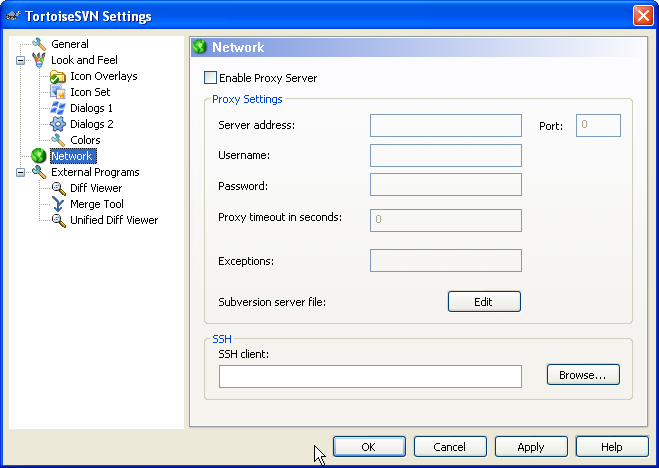 TortoiseSVN Settings
General
Look and Feel
Icon Overlays
Icon Set
Dialogs 1
Dialogs 2
Colors
Network
External Programs
Diff Viewer
Merge Tool
Unified Diff Viewer
Network
Enable Proxy Server
Proxy Settings
Server address:
Port: 0
Username:
Password:
Proxy timeout in seconds: 0
Exceptions:
Subversion server file: Edit
SSH
SSH client:
Browse...
OK Cancel Apply Help